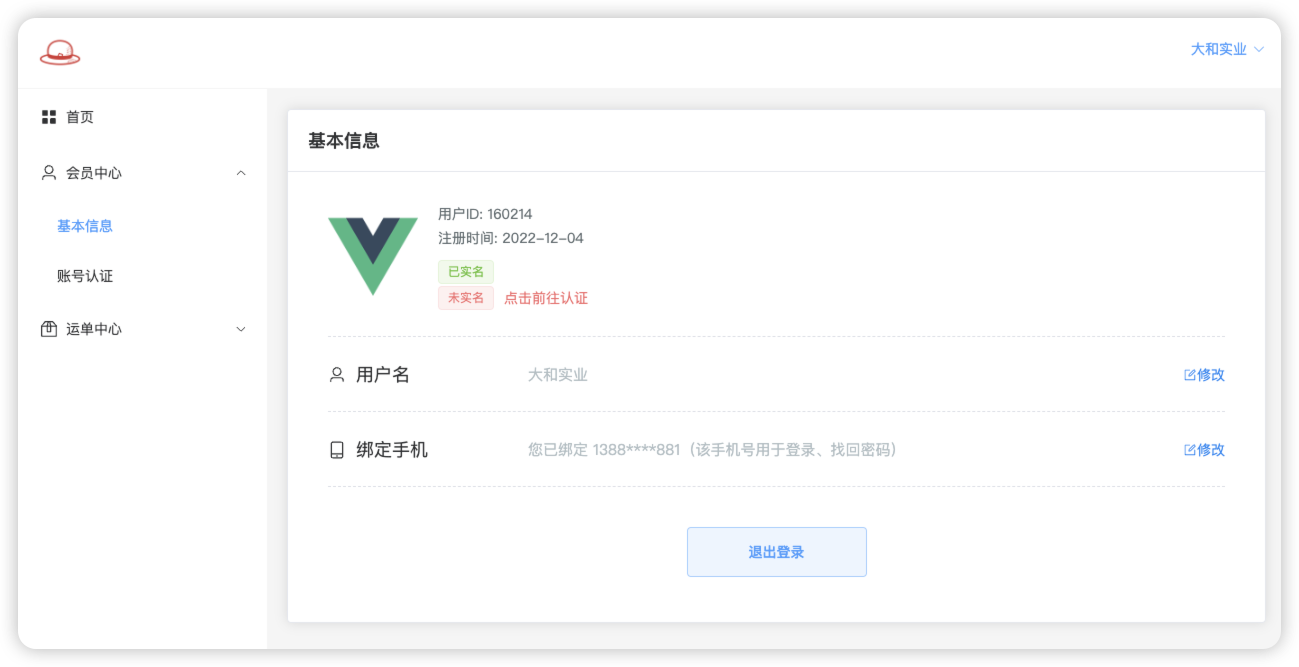 大和实业
首页
会员中心
基本信息
账号认证
运单中心
基本信息
用户ID: 160214
注册时间: 2022-12-04
已实名
未实名 点击前往认证
用户名 大和实业 修改
绑定手机 您已绑定 1388****881（该手机号用于登录、找回密码） 修改
退出登录